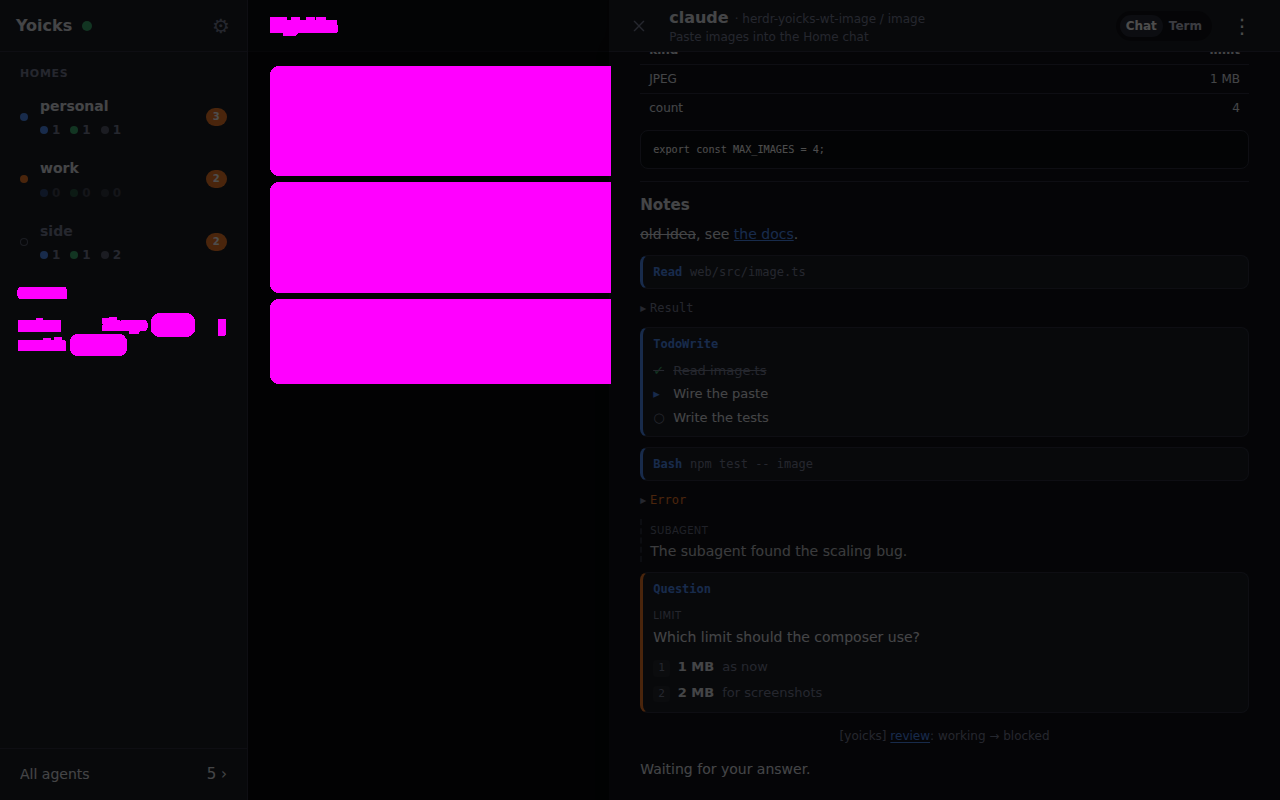 Yoicks
HOMES
personal
1 1 1
3
work
0 0 0
2
side
1 1 2
2
All agents
5 ›
claude · herdr-yoicks-wt-image / image
Paste images into the Home chat
Chat Term
JPEG 1 MB
count 4
export const MAX_IMAGES = 4;
Notes
old idea, see the docs.
Read web/src/image.ts
▸ Result
TodoWrite
✓ Read image.ts
▸ Wire the paste
○ Write the tests
Bash npm test -- image
▸ Error
SUBAGENT
The subagent found the scaling bug.
Question
LIMIT
Which limit should the composer use?
1 1 MB as now
2 2 MB for screenshots
[yoicks] review: working → blocked
Waiting for your answer.